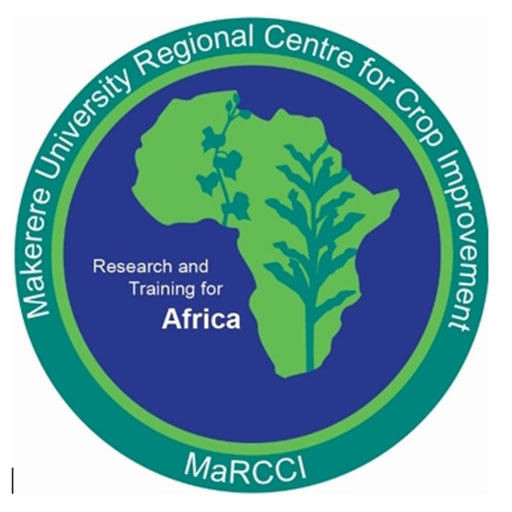 Makerere University Regional Centre for Crop Improvement
Research and
Training for
Africa
MaRCCI